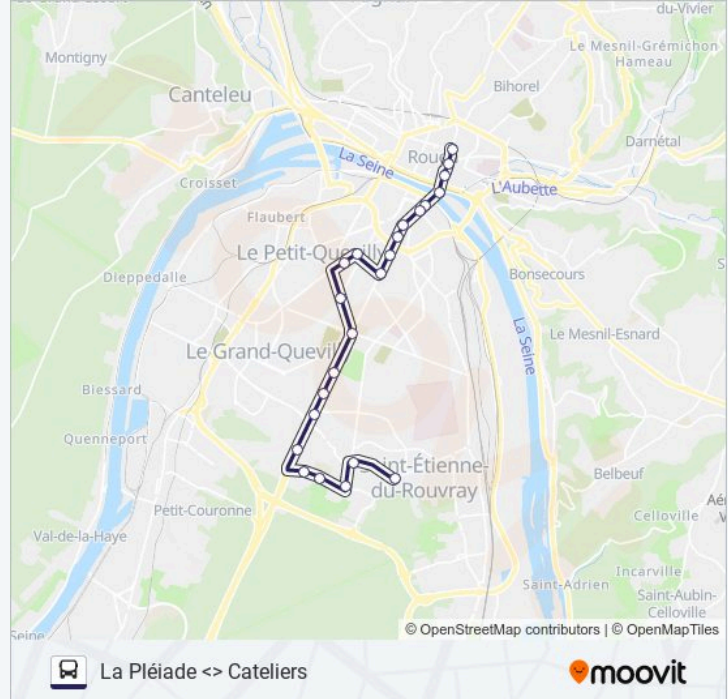 du-Vivier
Le Mesnil-Grémichon
Hameau
Montigny
Bihorel
Canteleu
Darnétal
La Seine
Croisset
L'Aubette
Flaubert
Le Petit-Quevilly
Dieppedalle
Bonsecours
La Seine
Le Mesnil-Esnard
Le Grand-Quevill
Biessard
Quenneport
int-Étienne-
du-Rouvray
Belbeuf
Petit-Couronne
Celloville
Val-de-la-Haye
Incarville
Saint-Adrien
Saint-Aubin-
Celloville
Seine
© OpenStreetMap contributors | © OpenMapTiles
La Pléiade <> Cateliers
moovit